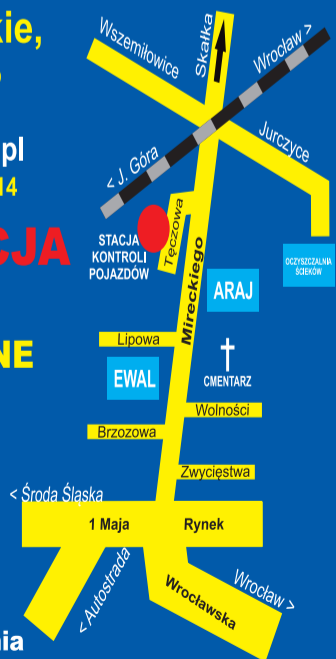 kie,
Skałka
Wszemiłowice
Wrocław >
pl
14
Jurczyce
< J. Góra
CJA
STACJA
KONTROLI
POJAZDÓW
Tęczowa
OCZYSZCZALNIA
ŚCIEKÓW
Mireckiego
ARAJ
Lipowa
NE
EWAL
CMENTARZ
Wolności
Brzozowa
Zwycięstwa
< Środa Śląska
1 Maja
Rynek
< Autostrada
Wrocławska
Wrocław >
nia